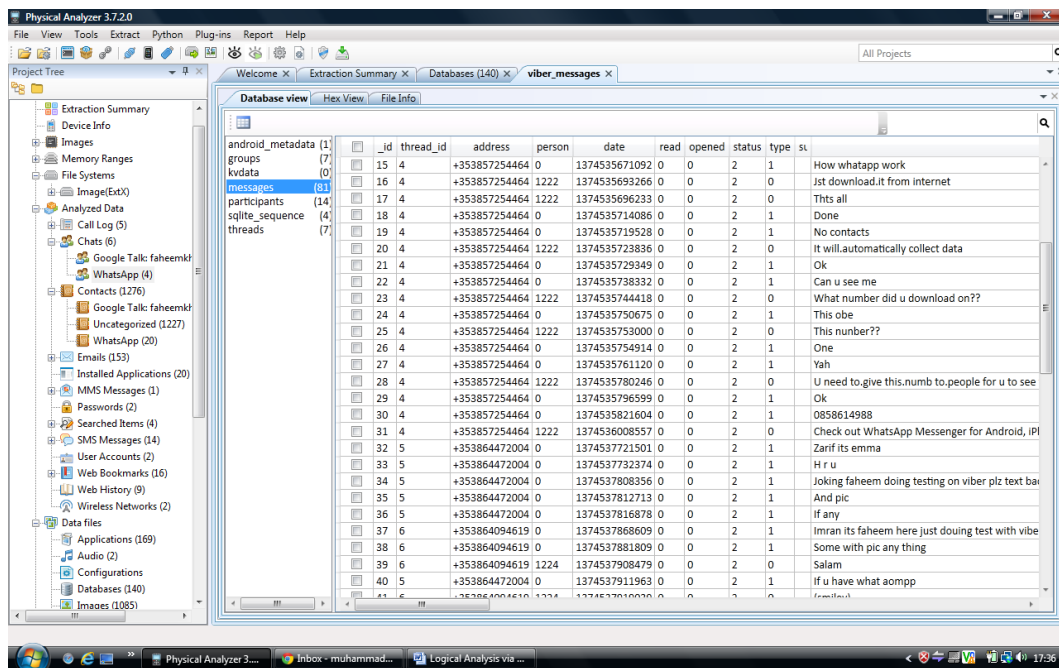 Physical Analyzer 3.7.2.0
File View Tools Extract Python Plug-ins Report Help
All Projects
Project Tree
Welcome Extraction Summary Databases (140) viber_messages
Database view Hex View File Info
Extraction Summary
Device Info
Images
Memory Ranges
File Systems
Image(ExtX)
Analyzed Data
Call Log (5)
Chats (6)
Google Talk: faheemkh
WhatsApp (4)
Contacts (1276)
Google Talk: faheemkh
Uncategorized (1227)
WhatsApp (20)
Emails (153)
Installed Applications (20)
MMS Messages (1)
Passwords (2)
Searched Items (4)
SMS Messages (14)
User Accounts (2)
Web Bookmarks (16)
Web History (9)
Wireless Networks (2)
Data files
Applications (169)
Audio (2)
Configurations
Databases (140)
Images (1085)
android_metadata (1)
groups (7)
kvdata (0)
messages (81)
participants (14)
sqlite_sequence (4)
threads (7)
_id thread_id address person date read opened status type su
15 4 +353857254464 0 1374535671092 0 0 2 1 How whatapp work
16 4 +353857254464 1222 1374535693266 0 0 2 0 Jst download.it from internet
17 4 +353857254464 1222 1374535696233 0 0 2 0 Thts all
18 4 +353857254464 0 1374535714086 0 0 2 1 Done
19 4 +353857254464 0 1374535719528 0 0 2 1 No contacts
20 4 +353857254464 1222 1374535723836 0 0 2 0 It will.automatically collect data
21 4 +353857254464 0 1374535729349 0 0 2 1 Ok
22 4 +353857254464 0 1374535738332 0 0 2 1 Can u see me
23 4 +353857254464 1222 1374535744418 0 0 2 0 What number did u download on??
24 4 +353857254464 0 1374535750675 0 0 2 1 This obe
25 4 +353857254464 1222 1374535753000 0 0 2 0 This nunber??
26 4 +353857254464 0 1374535754914 0 0 2 1 One
27 4 +353857254464 0 1374535761120 0 0 2 1 Yah
28 4 +353857254464 1222 1374535780246 0 0 2 0 U need to.give this.numb to.people for u to see
29 4 +353857254464 0 1374535796599 0 0 2 1 Ok
30 4 +353857254464 0 1374535821604 0 0 2 1 0858614988
31 4 +353857254464 1222 1374536008557 0 0 2 0 Check out WhatsApp Messenger for Android, iPl
32 5 +353864472004 0 1374537721501 0 0 2 1 Zarif its emma
33 5 +353864472004 0 1374537732374 0 0 2 1 H r u
34 5 +353864472004 0 1374537808356 0 0 2 1 Joking faheem doing testing on viber plz text bac
35 5 +353864472004 0 1374537812713 0 0 2 1 And pic
36 5 +353864472004 0 1374537816878 0 0 2 1 If any
37 6 +353864094619 0 1374537868609 0 0 2 1 Imran its faheem here just douing test with vibe
38 6 +353864094619 0 1374537881809 0 0 2 1 Some with pic any thing
39 6 +353864094619 1224 1374537908479 0 0 2 0 Salam
40 5 +353864472004 0 1374537911963 0 0 2 1 If u have what aompp
Physical Analyzer 3.... Inbox - muhammad... Logical Analysis via ... 17:36